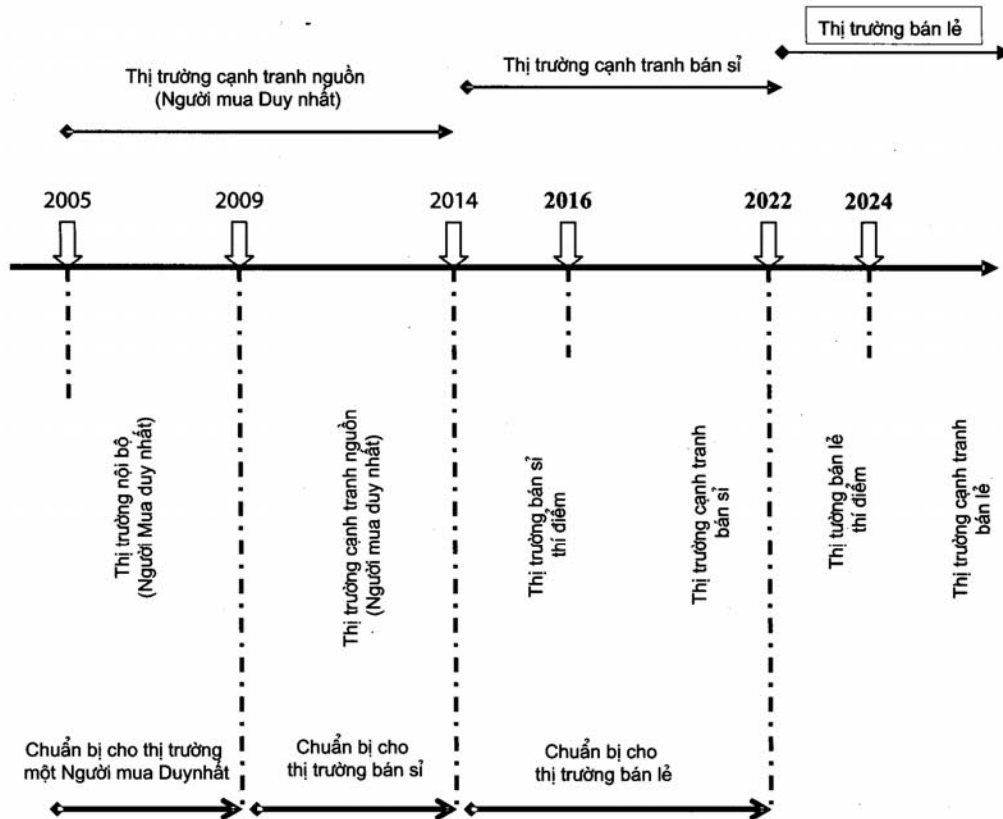 Thị trường bán lẻ
Thị trường cạnh tranh nguồn
(Người mua Duy nhất)
Thị trường cạnh tranh bán sỉ
2005
2009
2014
2016
2022
2024
Thị trường nội bộ
(Người Mua duy nhất)
Thị trường cạnh tranh nguồn
(Người mua duy nhất)
Thị trường bán sỉ
thí điểm
Thị trường cạnh tranh
bán sỉ
Thị tường bán lẻ
thí điểm
Thị trường cạnh tranh
bán lẻ
Chuẩn bị cho thị trường
một Người mua Duynhất
Chuẩn bị cho
thị trường bán sỉ
Chuẩn bị cho
thị trường bán lẻ